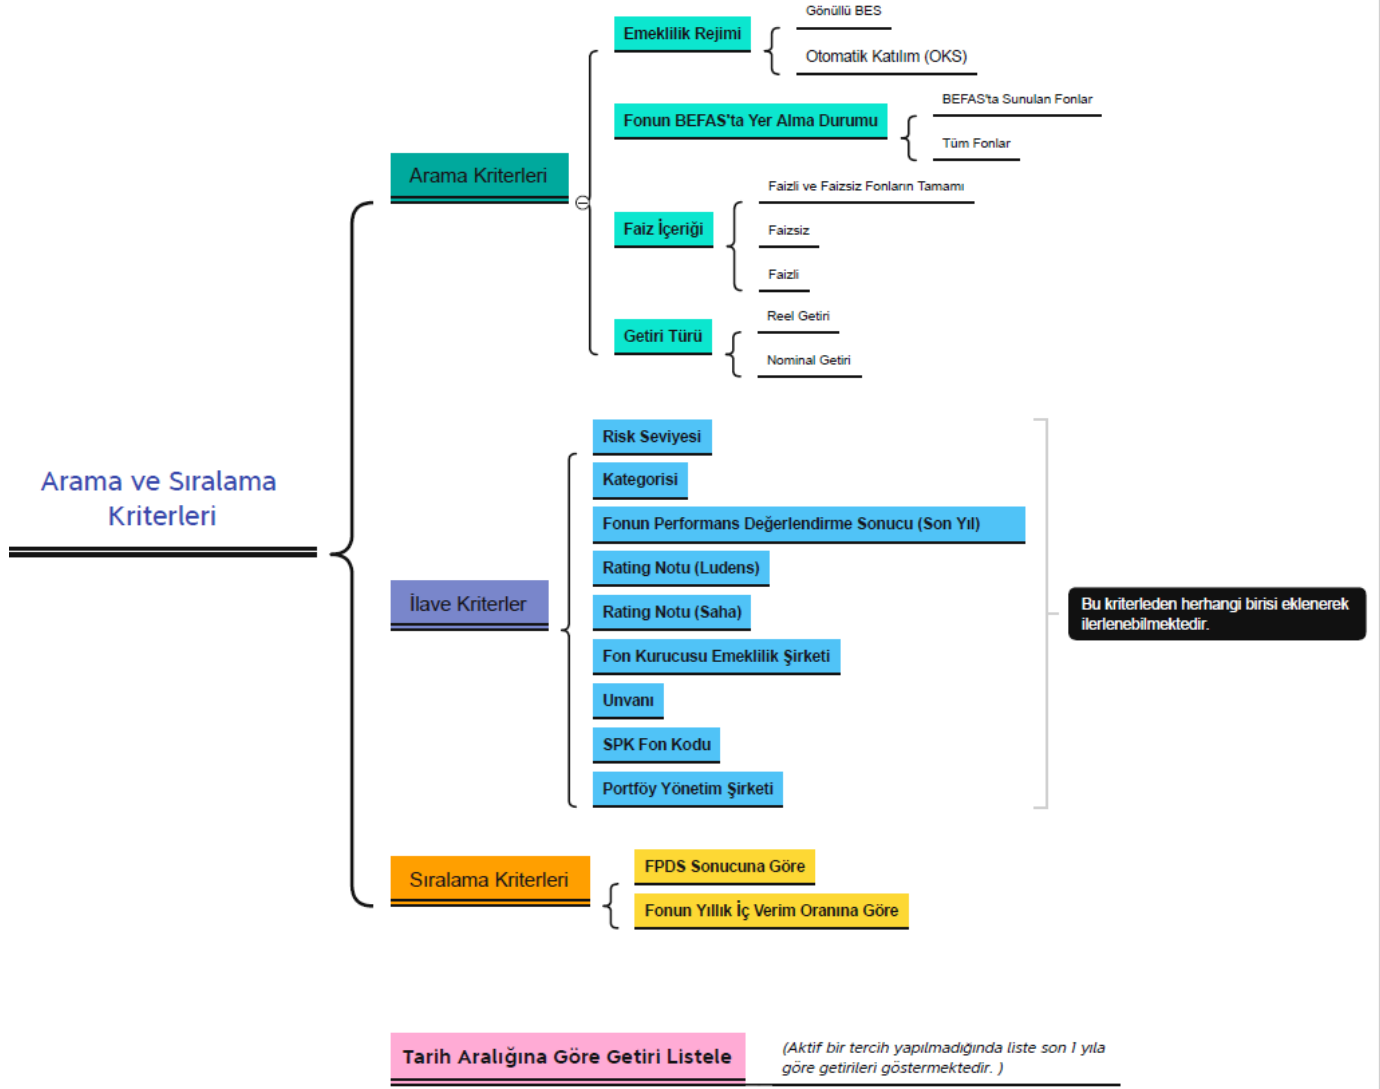 Arama ve Sıralama
Kriterleri
Arama Kriterleri
Emeklilik Rejimi
Gönüllü BES
Otomatik Katılım (OKS)
Fonun BEFAS'ta Yer Alma Durumu
BEFAS'ta Sunulan Fonlar
Tüm Fonlar
Faiz İçeriği
Faizli ve Faizsiz Fonların Tamamı
Faizsiz
Faizli
Getiri Türü
Reel Getiri
Nominal Getiri
İlave Kriterler
Risk Seviyesi
Kategorisi
Fonun Performans Değerlendirme Sonucu (Son Yıl)
Rating Notu (Ludens)
Rating Notu (Saha)
Fon Kurucusu Emeklilik Şirketi
Unvanı
SPK Fon Kodu
Portföy Yönetim Şirketi
Bu kriterleden herhangi birisi eklenerek
ilerlenebilmektedir.
Sıralama Kriterleri
FPDS Sonucuna Göre
Fonun Yıllık İç Verim Oranına Göre
Tarih Aralığına Göre Getiri Listele
(Aktif bir tercih yapılmadığında liste son 1 yıla
göre getirileri göstermektedir. )